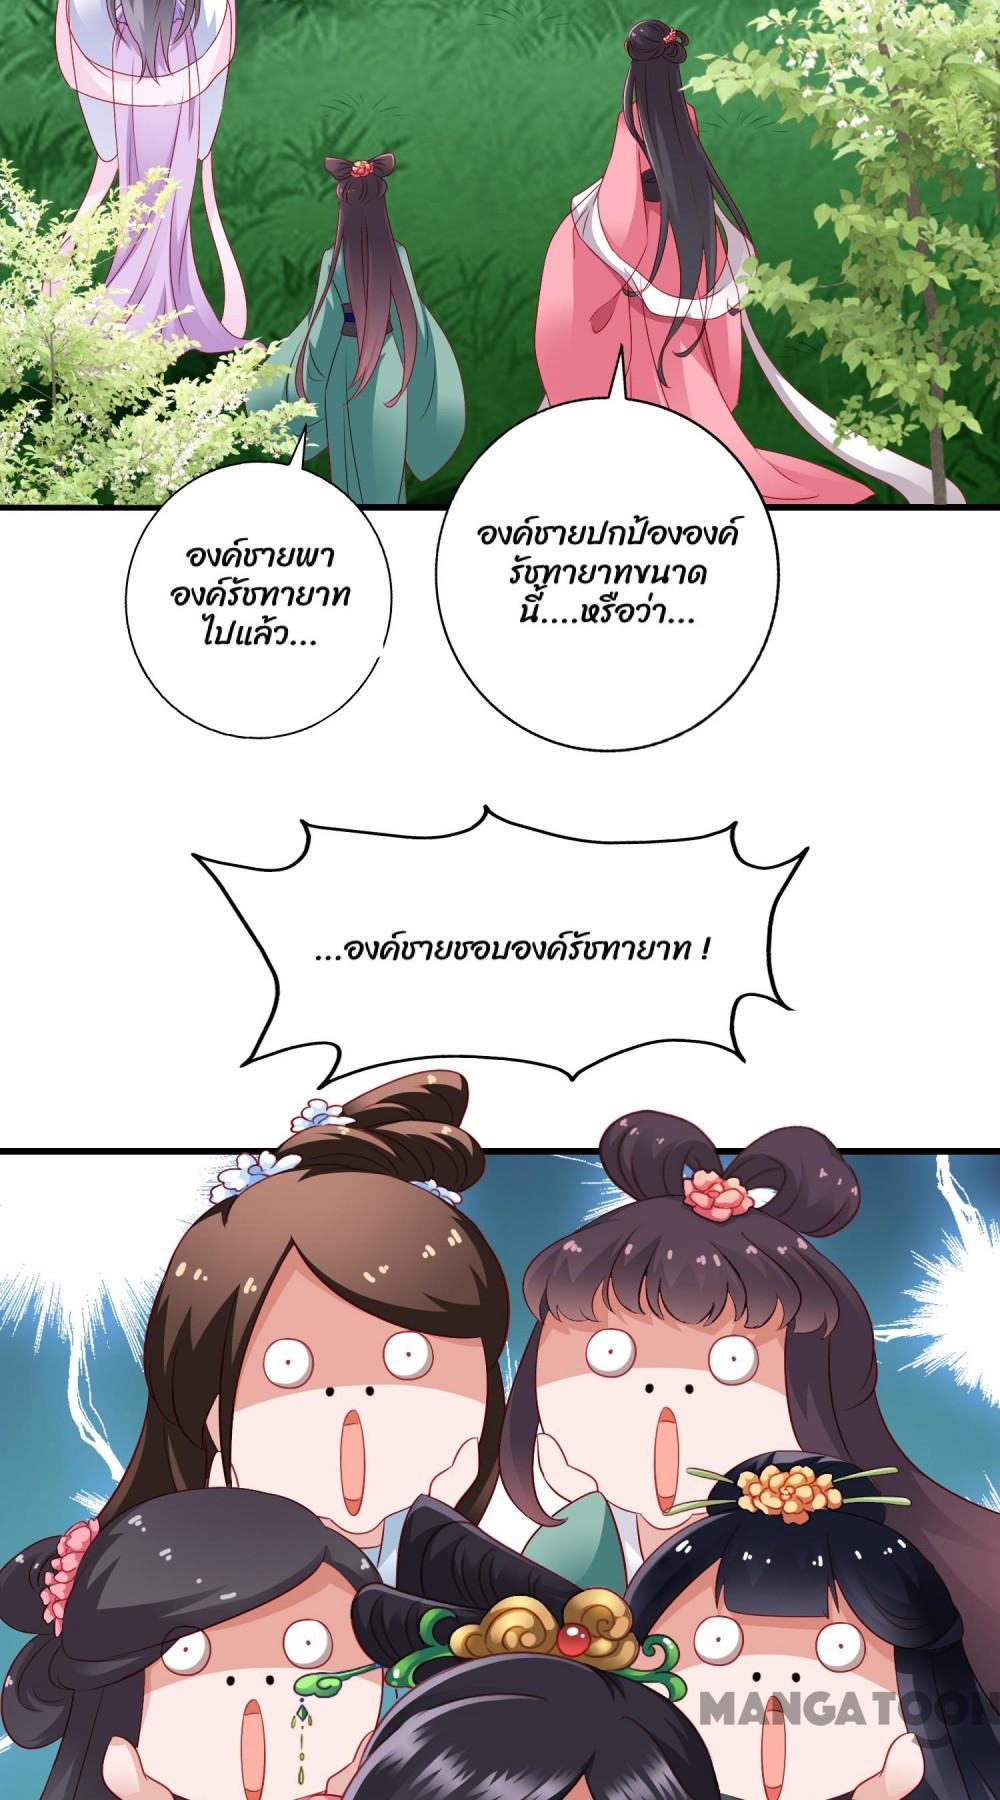 องค์ชายพา
องค์รัชทายาท
ไปแล้ว...
องค์ชายปกป้ององค์
รัชทายาทขนาด
นี้....หรือว่า...
...องค์ชายชอบองค์รัชทายาท !
MANGATOON